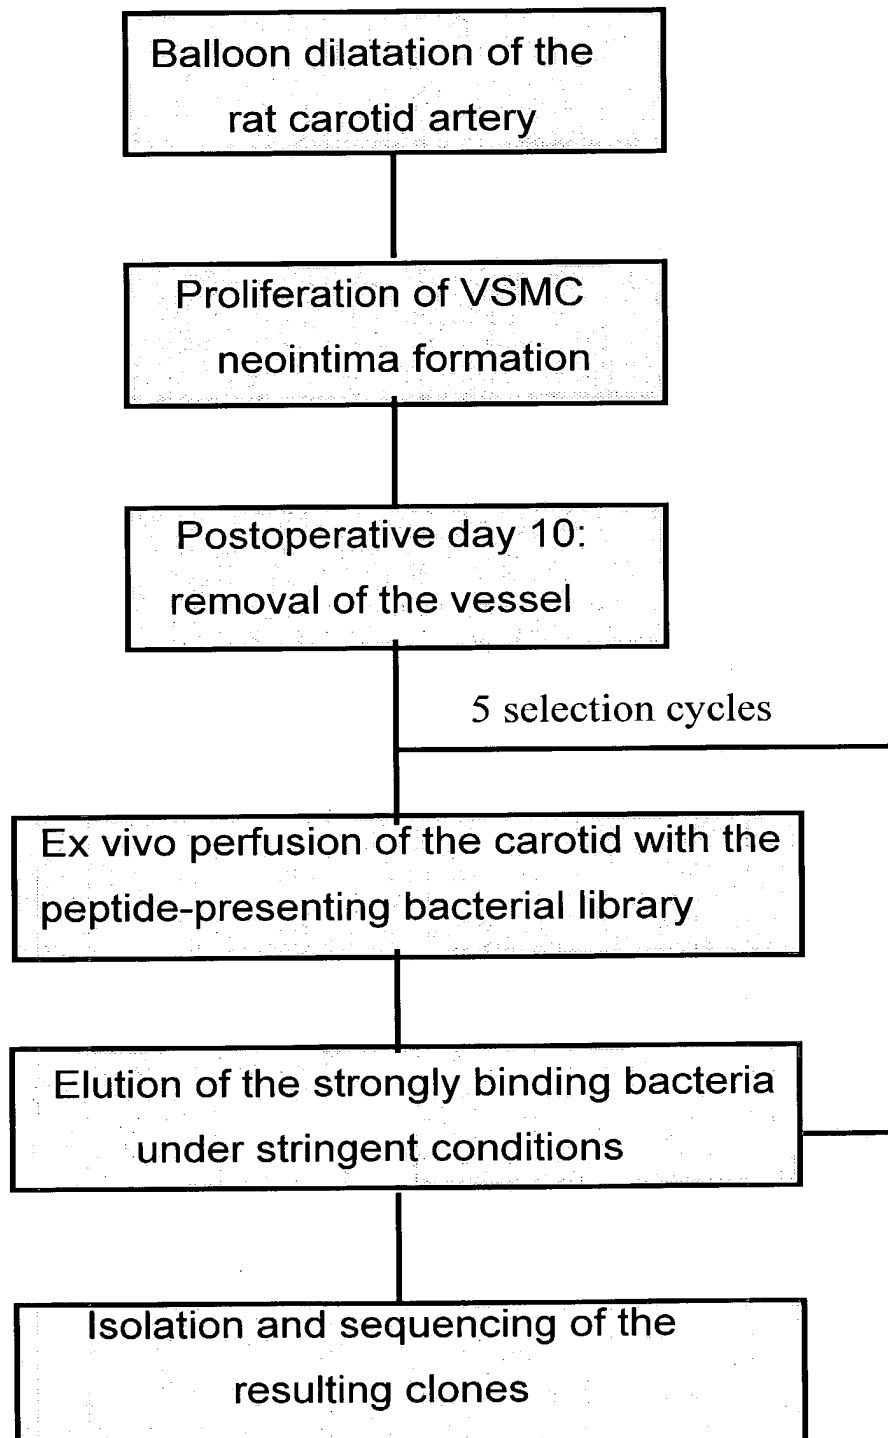 Balloon dilatation of the
rat carotid artery
Proliferation of VSMC
neointima formation
Postoperative day 10:
removal of the vessel
5 selection cycles
Ex vivo perfusion of the carotid with the
peptide-presenting bacterial library
Elution of the strongly binding bacteria
under stringent conditions
Isolation and sequencing of the
resulting clones